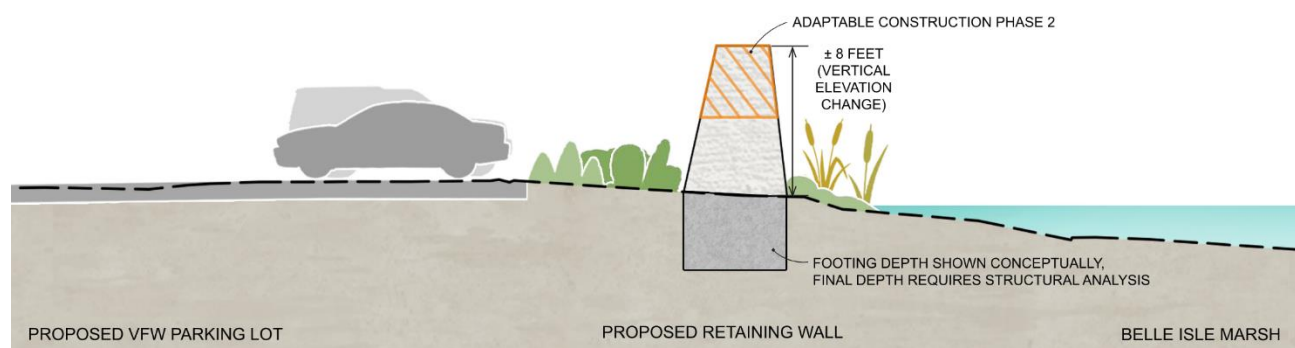 ADAPTABLE CONSTRUCTION PHASE 2
± 8 FEET
(VERTICAL
ELEVATION
CHANGE)
FOOTING DEPTH SHOWN CONCEPTUALLY,
FINAL DEPTH REQUIRES STRUCTURAL ANALYSIS
PROPOSED VFW PARKING LOT
PROPOSED RETAINING WALL
BELLE ISLE MARSH